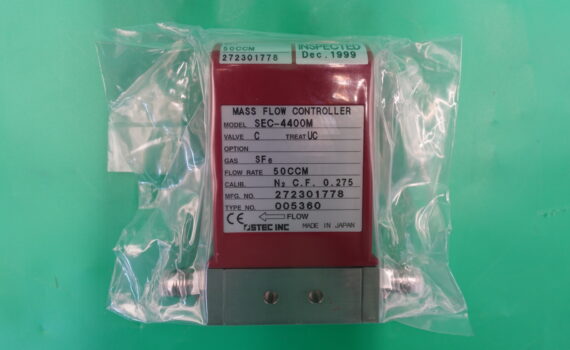 50CCM
272301778
INSPECTED
Dec.1999
MASS FLOW CONTROLLER
MODEL SEC-4400M
VALVE C TREAT UC
OPTION
GAS SF₆
FLOW RATE 50CCM
CALIB. N₂ C.F. 0.275
MFG. NO. 272301778
TYPE NO. 005360
CE FLOW
STEC INC MADE IN JAPAN